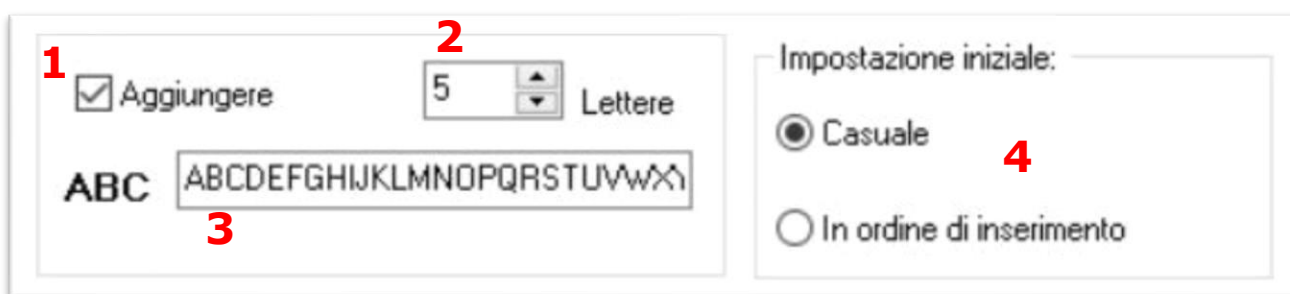 1 Aggiungere
2
5 Lettere
ABC ABCDEFGHIJKLMNOPQRSTUVWX
3
Impostazione iniziale:
Casuale
4
In ordine di inserimento